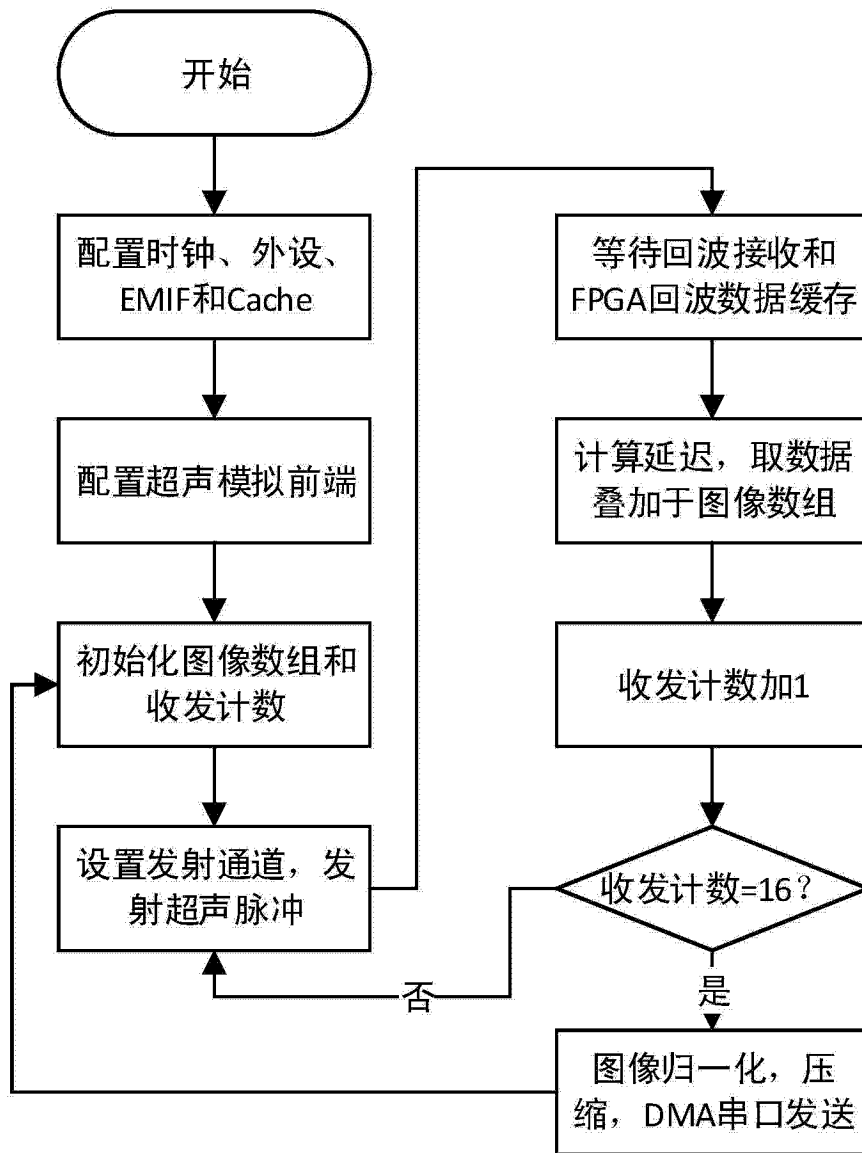 开始
配置时钟、外设、
EMIF和Cache
配置超声模拟前端
初始化图像数组和
收发计数
设置发射通道，发
射超声脉冲
等待回波接收和
FPGA回波数据缓存
计算延迟，取数据
叠加于图像数组
收发计数加1
收发计数=16？
否
是
图像归一化，压
缩，DMA串口发送